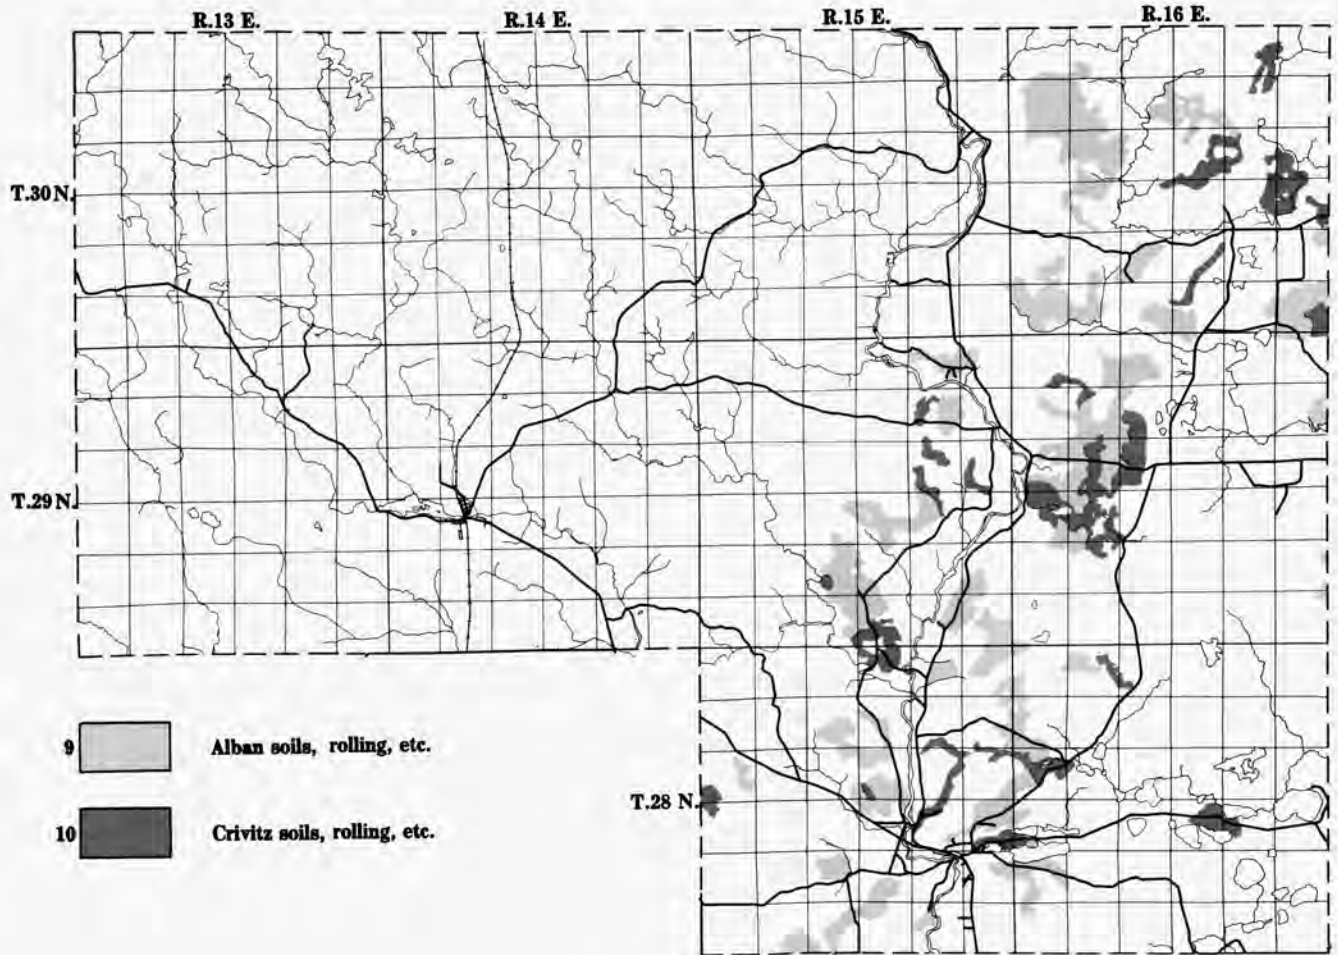 R.13 E. R.14 E. R.15 E. R.16 E.
T.30 N.
T.29 N.
9 Alban soils, rolling, etc.
T.28 N.
10 Crivitz soils, rolling, etc.